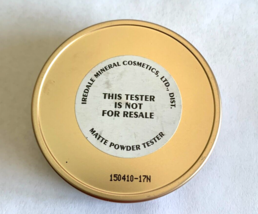 IREDALE MINERAL COSMETICS, LTD., DIST.
THIS TESTER
IS NOT
FOR RESALE
MATTE POWDER TESTER
150410-17N